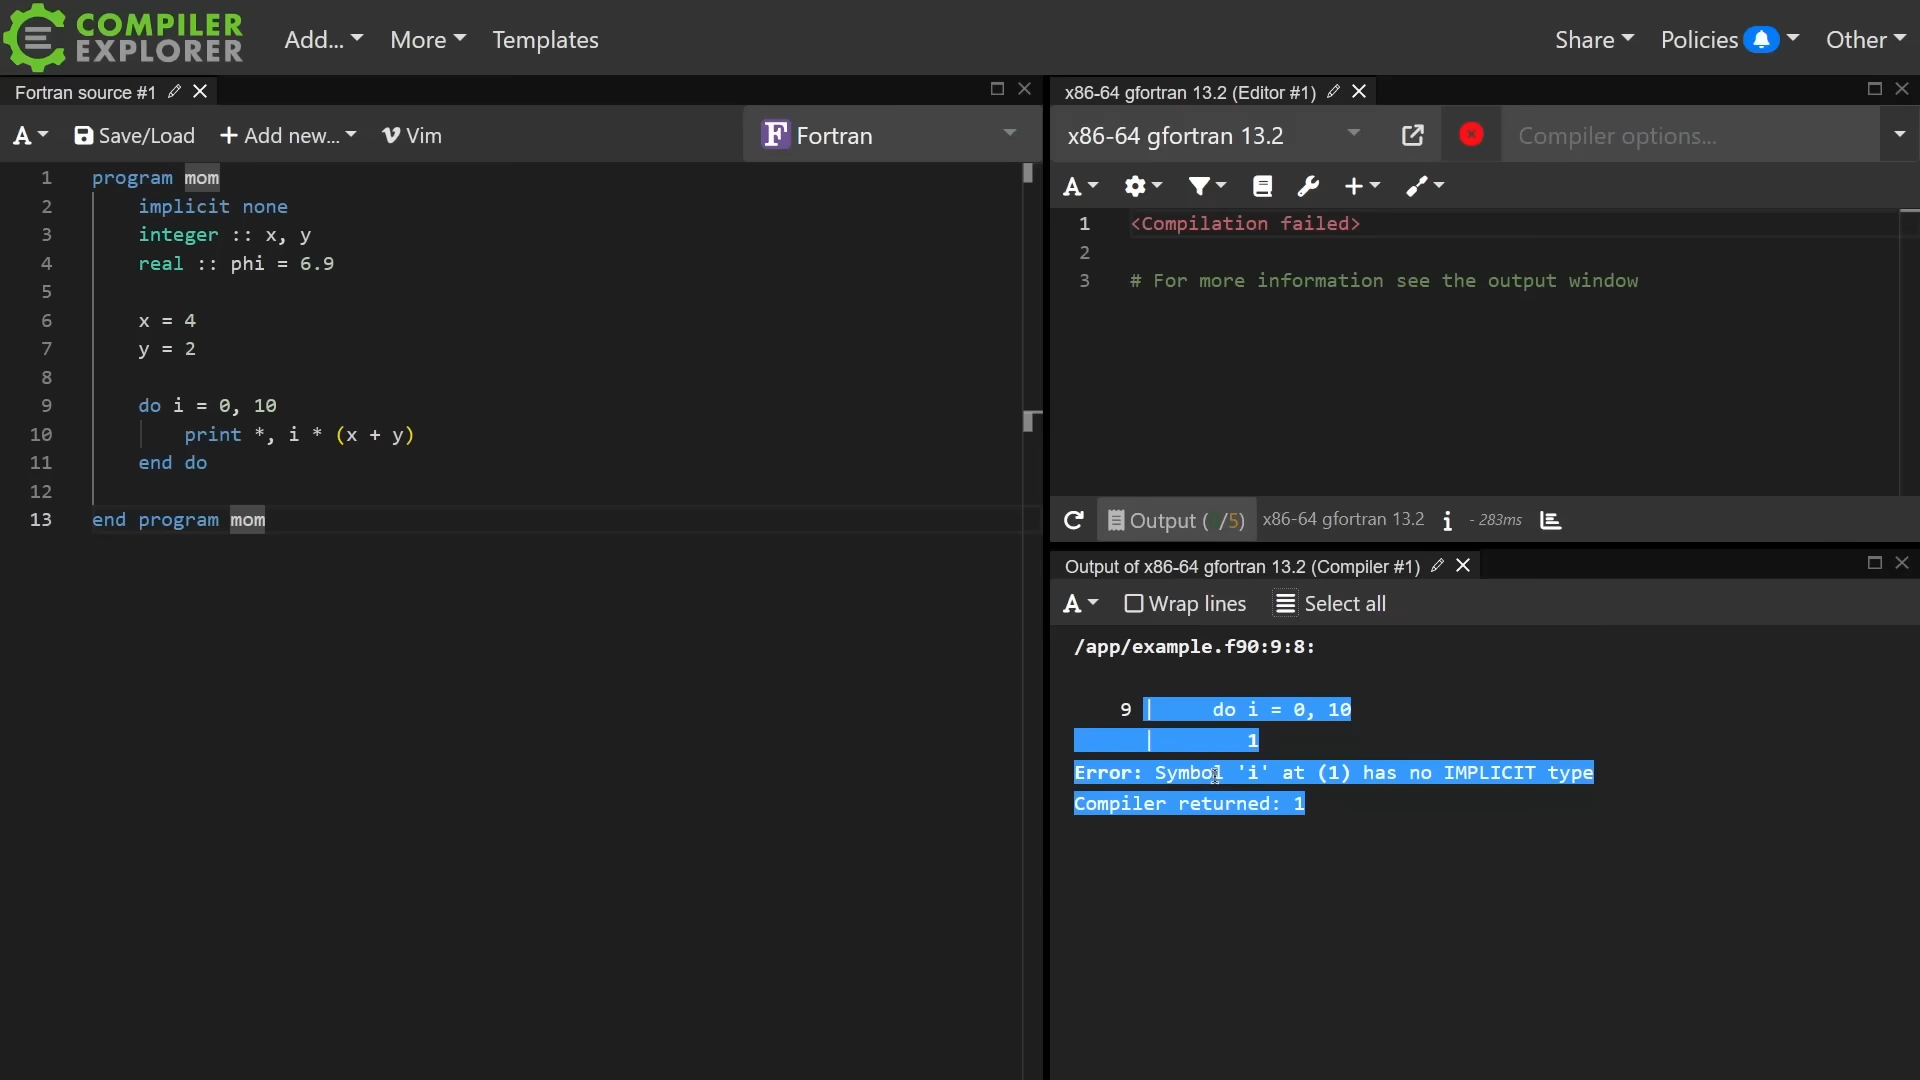 COMPILER EXPLORER Add... More Templates Share Policies Other
Fortran source #1
Save/Load Add new... Vim Fortran
1 program mom
2 implicit none
3 integer :: x, y
4 real :: phi = 6.9
5
6 x = 4
7 y = 2
8
9 do i = 0, 10
10 print *, i * (x + y)
11 end do
12
13 end program mom
x86-64 gfortran 13.2 (Editor #1)
x86-64 gfortran 13.2 Compiler options...
A
1 <Compilation failed>
2
3 # For more information see the output window
Output ( /5) x86-64 gfortran 13.2 i - 283ms
Output of x86-64 gfortran 13.2 (Compiler #1)
A Wrap lines Select all
/app/example.f90:9:8:
9 | do i = 0, 10
| 1
Error: Symbol 'i' at (1) has no IMPLICIT type
Compiler returned: 1